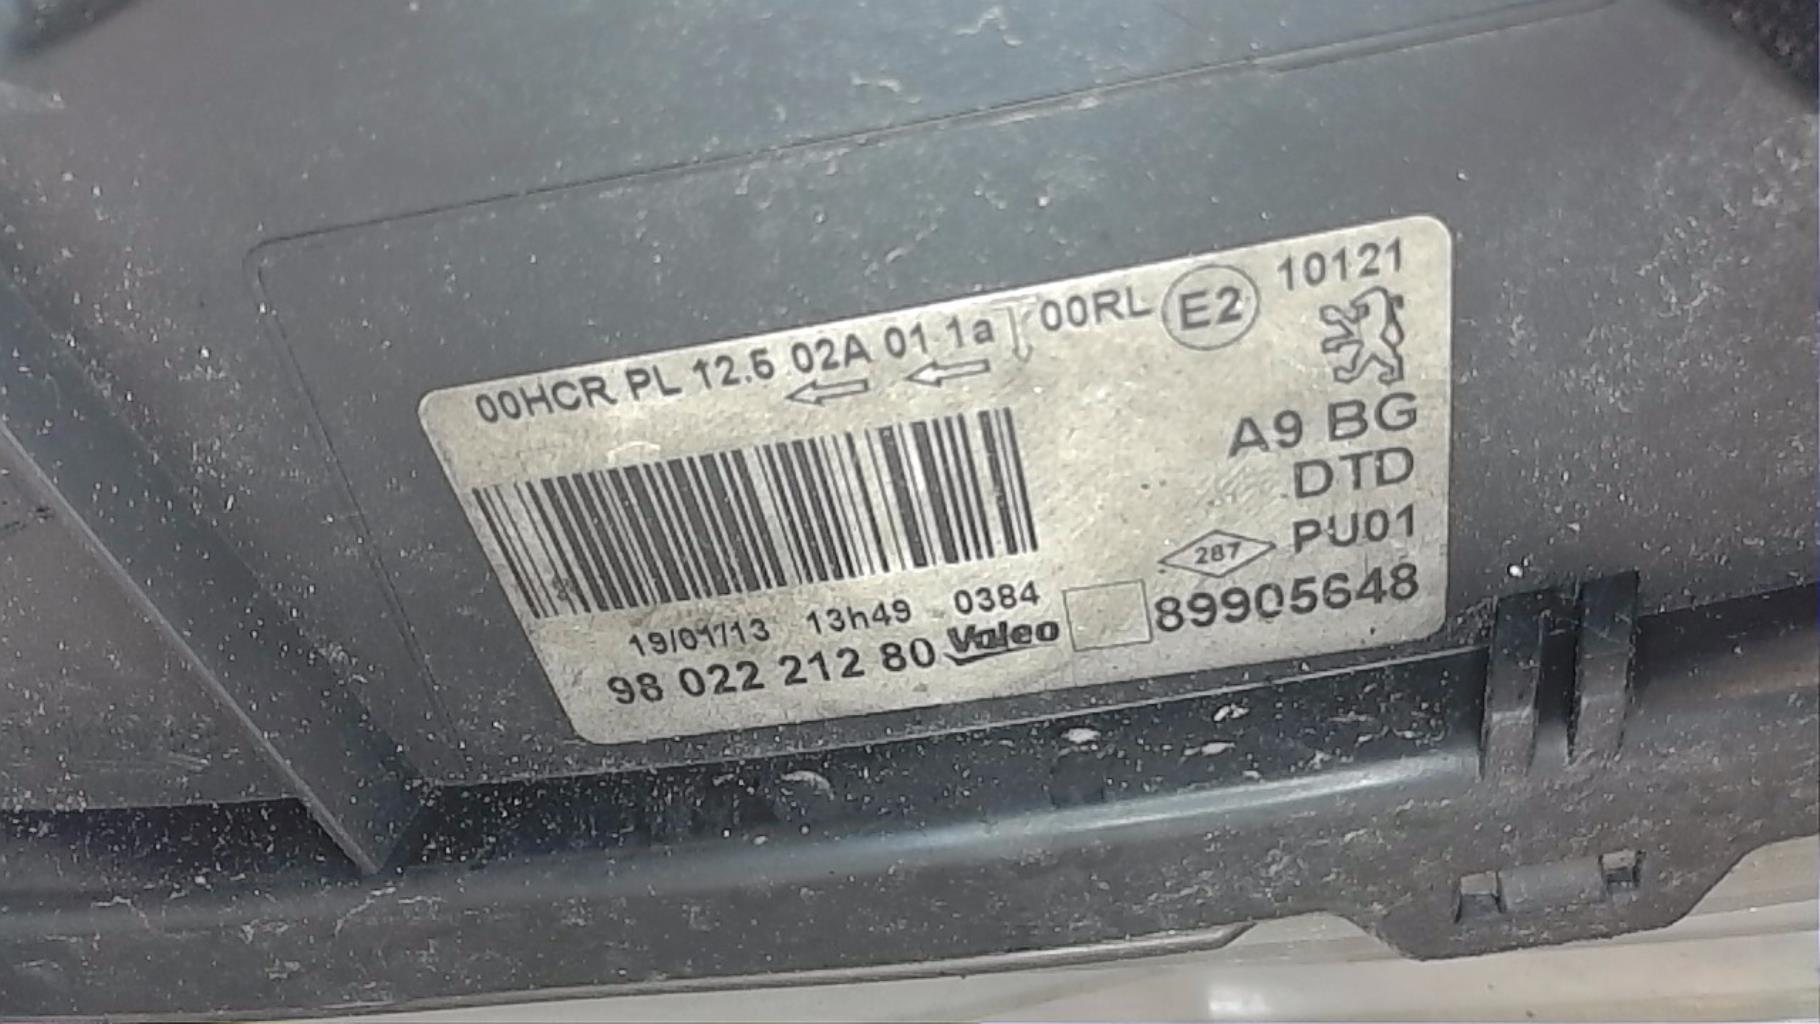 00HCR PL 12.5 02A 01 1a 00RL E2 10121
A9 BG
DTD
287 PU01
19/01/13 13h49 0384
98 022 212 80 Valeo 89905648